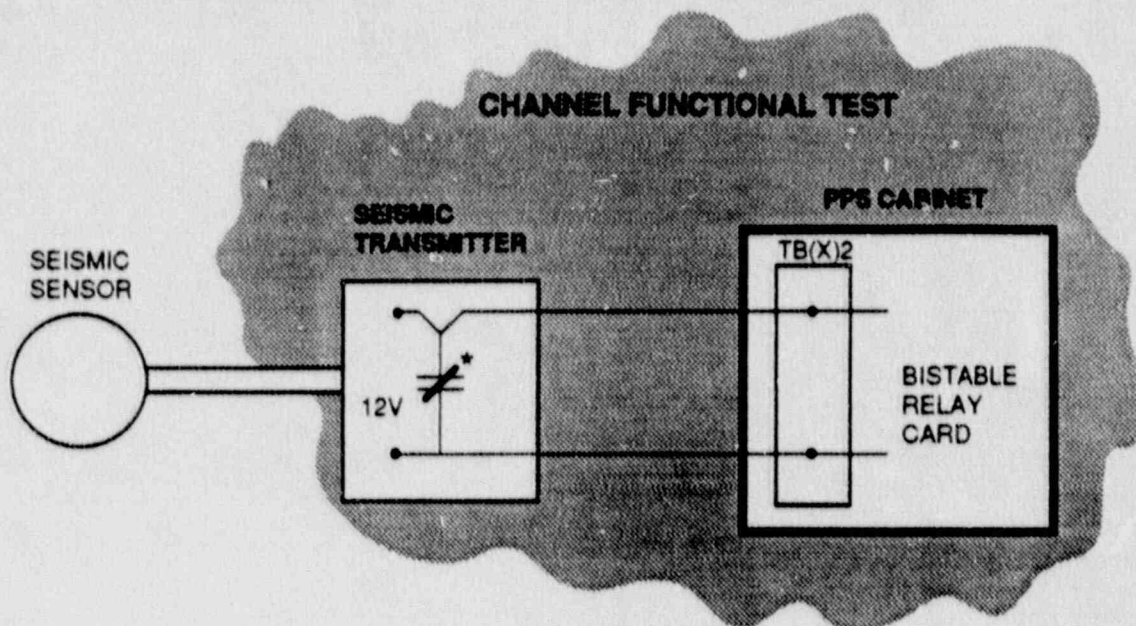 CHANNEL FUNCTIONAL TEST
PPS CABINET
SEISMIC
TRANSMITTER
TB(X)2
SEISMIC
SENSOR
*
12V
BISTABLE
RELAY
CARD